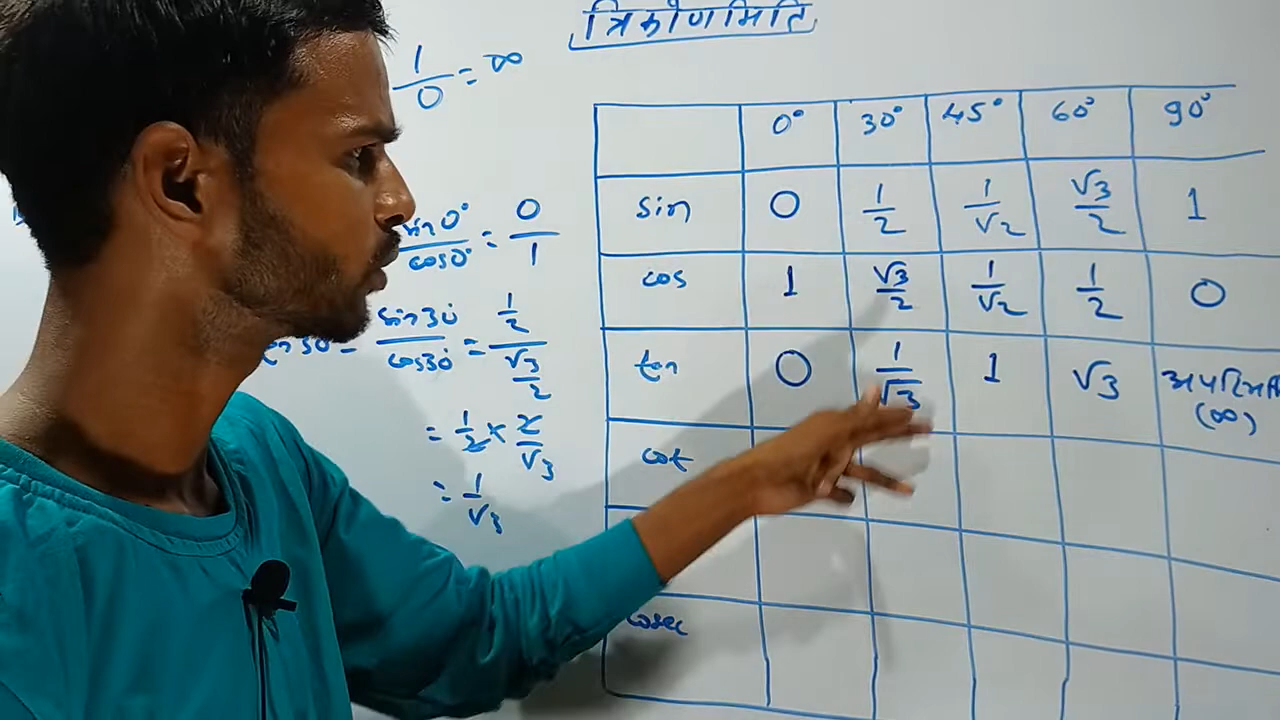 त्रिकोणमिति
1/0 = ∞
sin0°/cos0° = 0/1
sin30/cos30 = 1/2 / √3/2
= 1/2 × 2/√3
= 1/√3
0° 30° 45° 60° 90°
sin 0 1/2 1/√2 √3/2 1
cos 1 √3/2 1/√2 1/2 0
tan 0 1/√3 1 √3
(∞)
cot
cosec